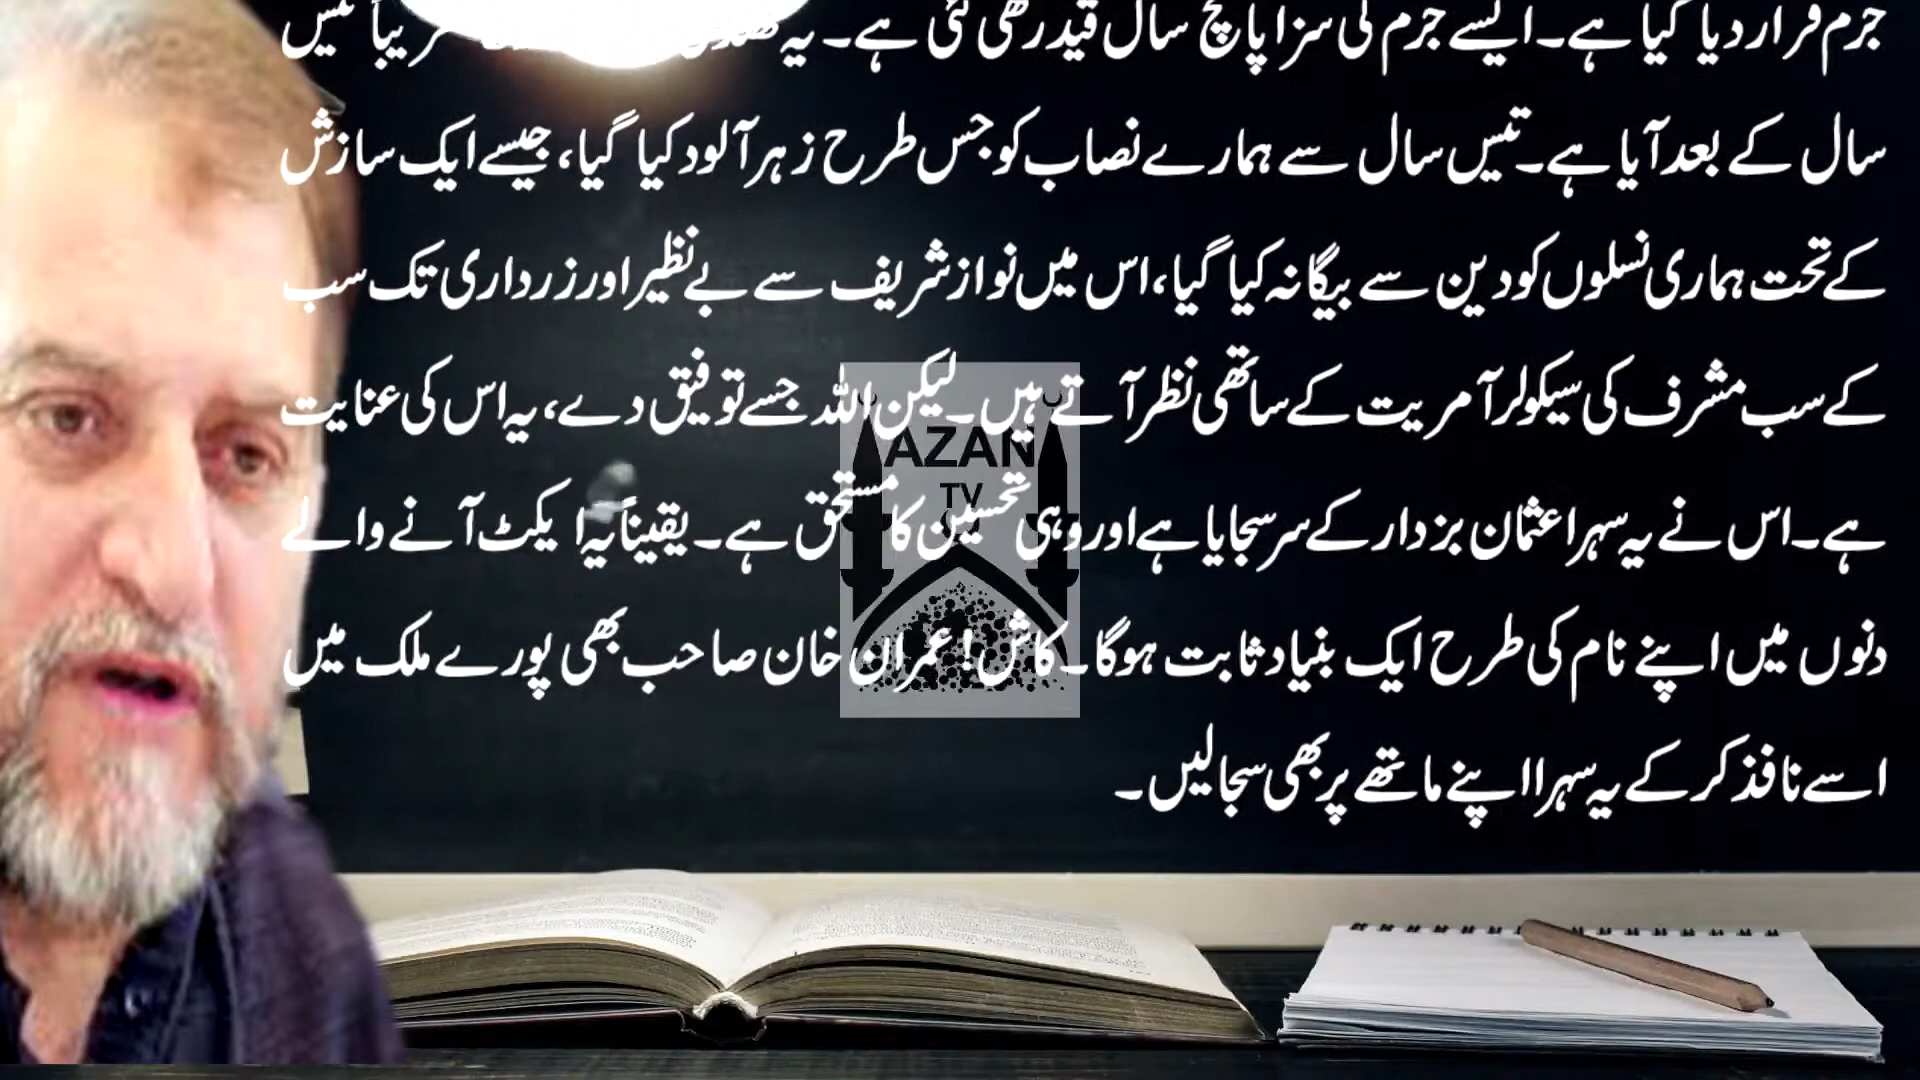 جرم قرار دیا گیا ہے۔ ایسے جرم کی سزا پانچ سال قید رکھی گئی ہے۔ یہ تقریباً تیس
سال کے بعد آیا ہے۔ تیس سال سے ہمارے نصاب کو جس طرح زہر آلود کیا گیا، جیسے ایک سازش
کے تحت ہماری نسلوں کو دین سے بیگانہ کیا گیا، اس میں نواز شریف سے بے نظیر اور زرداری تک سب
کے سب مشرف کی سیکولر آمریت کے ساتھی نظر آتے ہیں۔ لیکن اللہ جسے توفیق دے، یہ اس کی عنایت
ہے۔ اس نے یہ سہرا عثمان بزدار کے سر سجایا ہے اور وہی تحسین کا مستحق ہے۔ یقیناً یہ ایکٹ آنے والے
دنوں میں اپنے نام کی طرح ایک بنیاد ثابت ہوگا۔ کاش! عمران خان صاحب بھی پورے ملک میں
اسے نافذ کر کے یہ سہرا اپنے ماتھے پر بھی سجا لیں۔
AZAN
TV